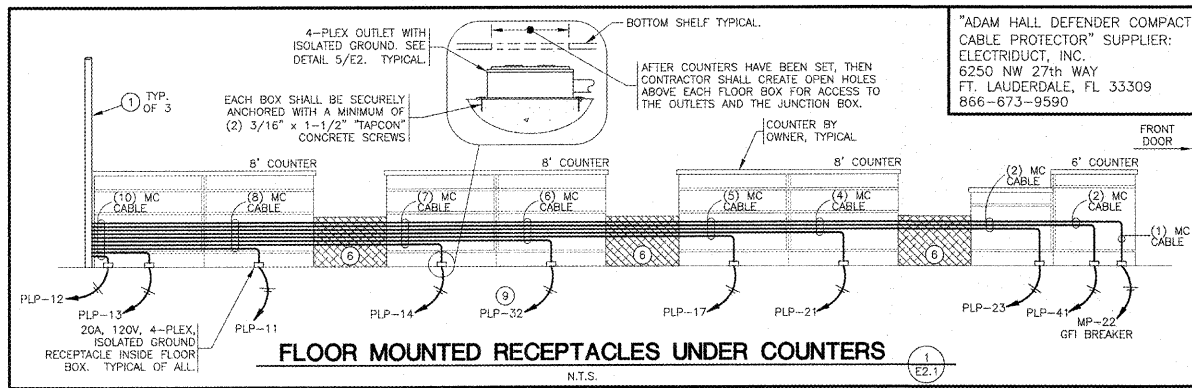 4-PLEX OUTLET WITH
ISOLATED GROUND. SEE
DETAIL 5/E2. TYPICAL.
BOTTOM SHELF TYPICAL.
"ADAM HALL DEFENDER COMPACT
CABLE PROTECTOR" SUPPLIER:
ELECTRIDUCT, INC.
6250 NW 27th WAY
FT. LAUDERDALE, FL 33309
866-673-9590
1 TYP.
OF 3
EACH BOX SHALL BE SECURELY
ANCHORED WITH A MINIMUM OF
(2) 3/16" x 1-1/2" "TAPCON"
CONCRETE SCREWS
AFTER COUNTERS HAVE BEEN SET, THEN
CONTRACTOR SHALL CREATE OPEN HOLES
ABOVE EACH FLOOR BOX FOR ACCESS TO
THE OUTLETS AND THE JUNCTION BOX.
COUNTER BY
OWNER, TYPICAL
FRONT
DOOR
8' COUNTER
8' COUNTER
8' COUNTER
6' COUNTER
(10) MC
CABLE
(8) MC
CABLE
(7) MC
CABLE
(6) MC
CABLE
(5) MC
CABLE
(4) MC
CABLE
(2) MC
CABLE
(2) MC
CABLE
(1) MC
CABLE
6
6
6
PLP-12
PLP-13
PLP-11
PLP-14
9
PLP-32
PLP-17
PLP-21
PLP-23
PLP-41
MP-22
GFI BREAKER
20A, 120V, 4-PLEX,
ISOLATED GROUND
RECEPTACLE INSIDE FLOOR
BOX. TYPICAL OF ALL.
FLOOR MOUNTED RECEPTACLES UNDER COUNTERS
1
E2.1
N.T.S.